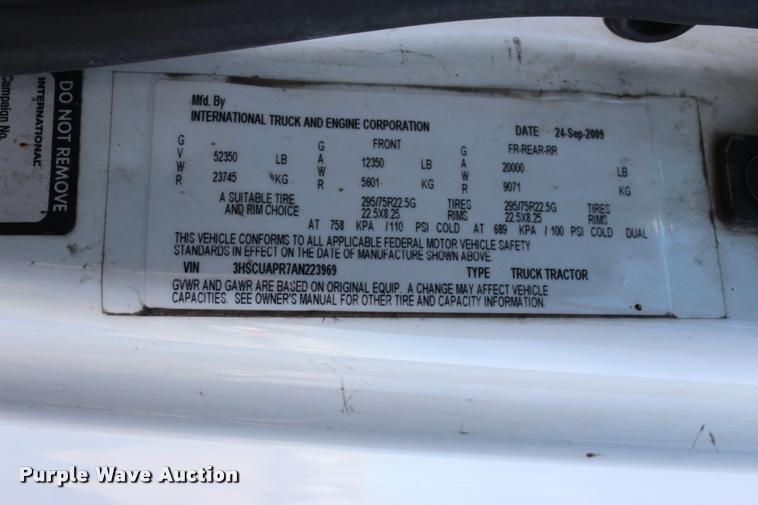 Mfd. By
INTERNATIONAL TRUCK AND ENGINE CORPORATION DATE 24-Sep-2009
FRONT FR-REAR-RR
GVWR 52350 LB GAWR 12350 LB GAWR 20000 LB
23745 KG 5601 KG 9071 KG
A SUITABLE TIRE 295/75R22.5G TIRES 295/75R22.5G TIRES
AND RIM CHOICE 22.5X8.25 RIMS 22.5X8.25 RIMS
AT 758 KPA /110 PSI COLD AT 689 KPA / 100 PSI COLD DUAL
THIS VEHICLE CONFORMS TO ALL APPLICABLE FEDERAL MOTOR VEHICLE SAFETY
STANDARDS IN EFFECT ON THE DATE OF MANUFACTURE SHOWN ABOVE.
VIN 3HSCUAPR7AN223969 TYPE TRUCK TRACTOR
GVWR AND GAWR ARE BASED ON ORIGINAL EQUIP. A CHANGE MAY AFFECT VEHICLE
CAPACITIES. SEE OWNER'S MANUAL FOR OTHER TIRE AND CAPACITY INFORMATION.
DO NOT REMOVE
INTERNATIONAL
Campaign No.
Purple Wave Auction